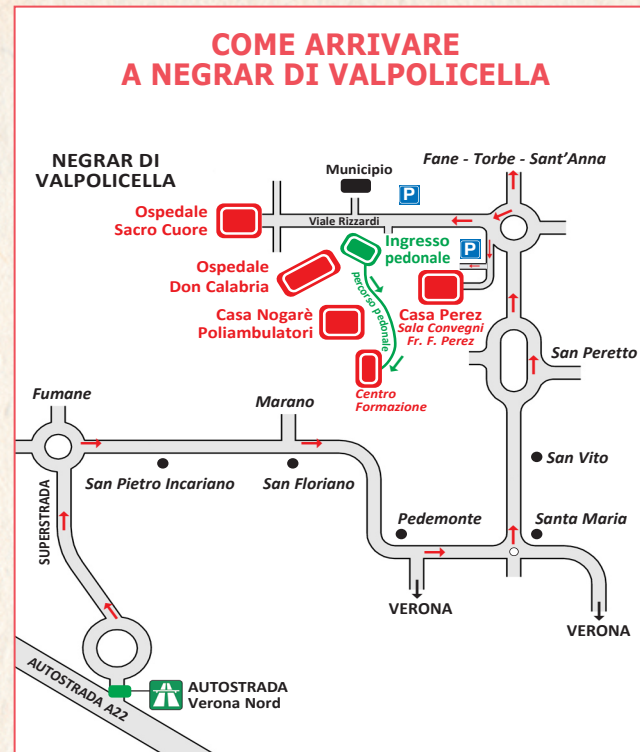 COME ARRIVARE
A NEGRAR DI VALPOLICELLA
NEGRAR DI
VALPOLICELLA
Municipio
P
Fane - Torbe - Sant'Anna
Ospedale
Sacro Cuore
Viale Rizzardi
Ingresso
pedonale
P
Ospedale
Don Calabria
percorso pedonale
Casa Nogarè
Poliambulatori
Casa Perez
Sala Convegni
Fr. F. Perez
San Peretto
Centro
Formazione
Fumane
Marano
San Pietro Incariano
San Floriano
San Vito
SUPERSTRADA
Pedemonte
Santa Maria
VERONA
VERONA
AUTOSTRADA A22
AUTOSTRADA
Verona Nord